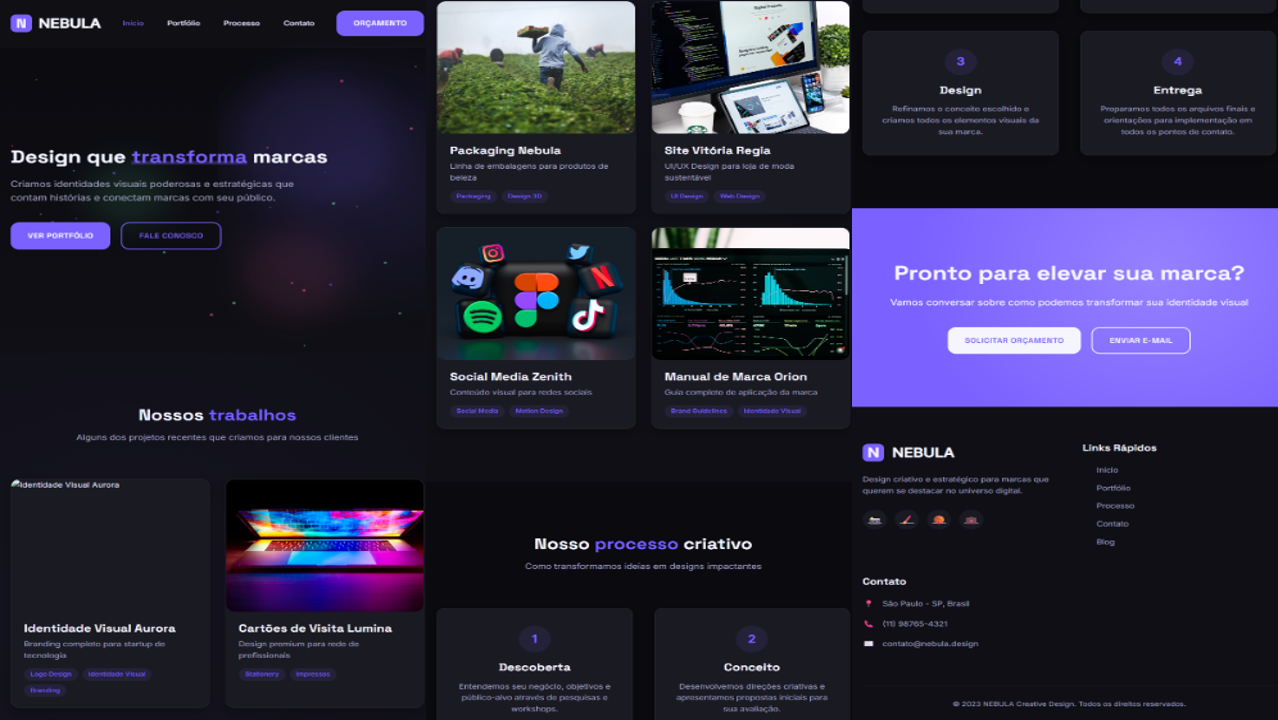 N NEBULA
Início Portfólio Processo Contato ORÇAMENTO
Design que transforma marcas
Criamos identidades visuais poderosas e estratégicas que
contam histórias e conectam marcas com seu público.
VER PORTFÓLIO FALE CONOSCO
Nossos trabalhos
Alguns dos projetos recentes que criamos para nossos clientes
Identidade Visual Aurora
Identidade Visual Aurora
Branding completo para startup de
tecnologia
Logo Design Identidade Visual
Branding
Cartões de Visita Lumina
Design premium para rede de
profissionais
Stationery Impressos
Packaging Nebula
Linha de embalagens para produtos de
beleza
Packaging Design 3D
Site Vitória Regia
UI/UX Design para loja de moda
sustentável
UI Design Web Design
Social Media Zenith
Conteúdo visual para redes sociais
Social Media Motion Design
Manual de Marca Orion
Guia completo de aplicação da marca
Brand Guidelines Identidade Visual
Nosso processo criativo
Como transformamos ideias em designs impactantes
1
Descoberta
Entendemos seu negócio, objetivos e
público-alvo através de pesquisas e
workshops.
2
Conceito
Desenvolvemos direções criativas e
apresentamos propostas iniciais para
sua avaliação.
3
Design
Refinamos o conceito escolhido e
criamos todos os elementos visuais da
sua marca.
4
Entrega
Preparamos todos os arquivos finais e
orientações para implementação em
todos os pontos de contato.
Pronto para elevar sua marca?
Vamos conversar sobre como podemos transformar sua identidade visual
SOLICITAR ORÇAMENTO ENVIAR E-MAIL
N NEBULA
Design criativo e estratégico para marcas que
querem se destacar no universo digital.
Links Rápidos
Início
Portfólio
Processo
Contato
Blog
Contato
São Paulo - SP, Brasil
(11) 98765-4321
contato@nebula.design
© 2023 NEBULA Creative Design. Todos os direitos reservados.